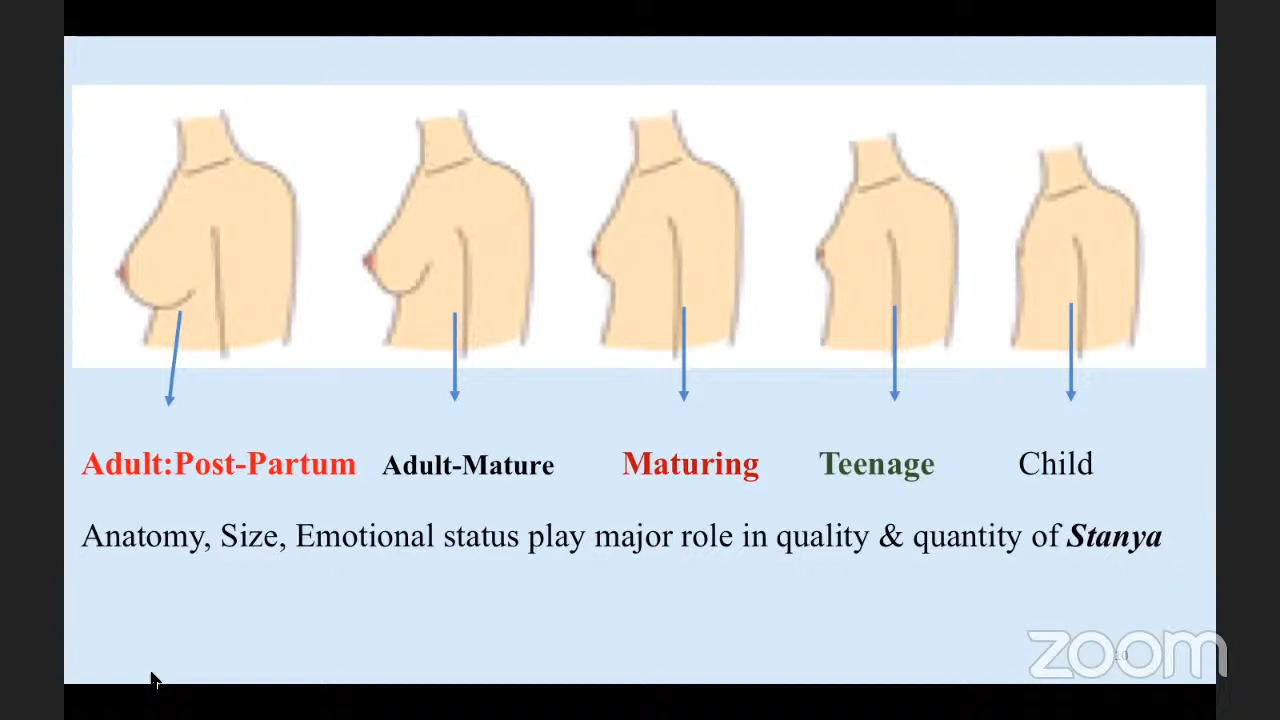 Adult:Post-Partum Adult-Mature Maturing Teenage Child
Anatomy, Size, Emotional status play major role in quality & quantity of Stanya
zoom
10